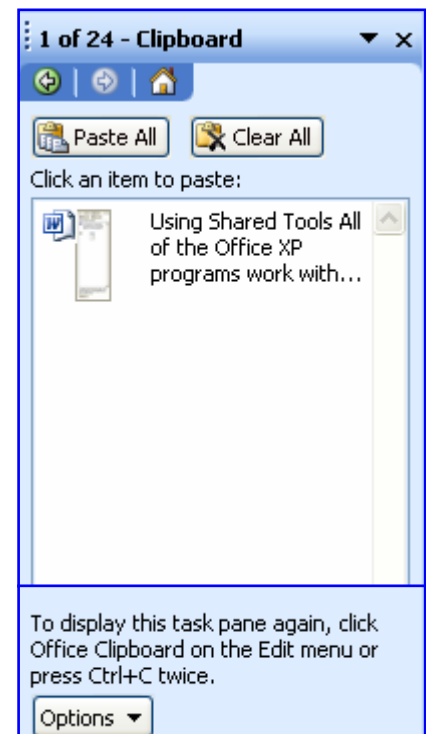 1 of 24 - Clipboard
Paste All Clear All
Click an item to paste:
Using Shared Tools All
of the Office XP
programs work with...
To display this task pane again, click
Office Clipboard on the Edit menu or
press Ctrl+C twice.
Options